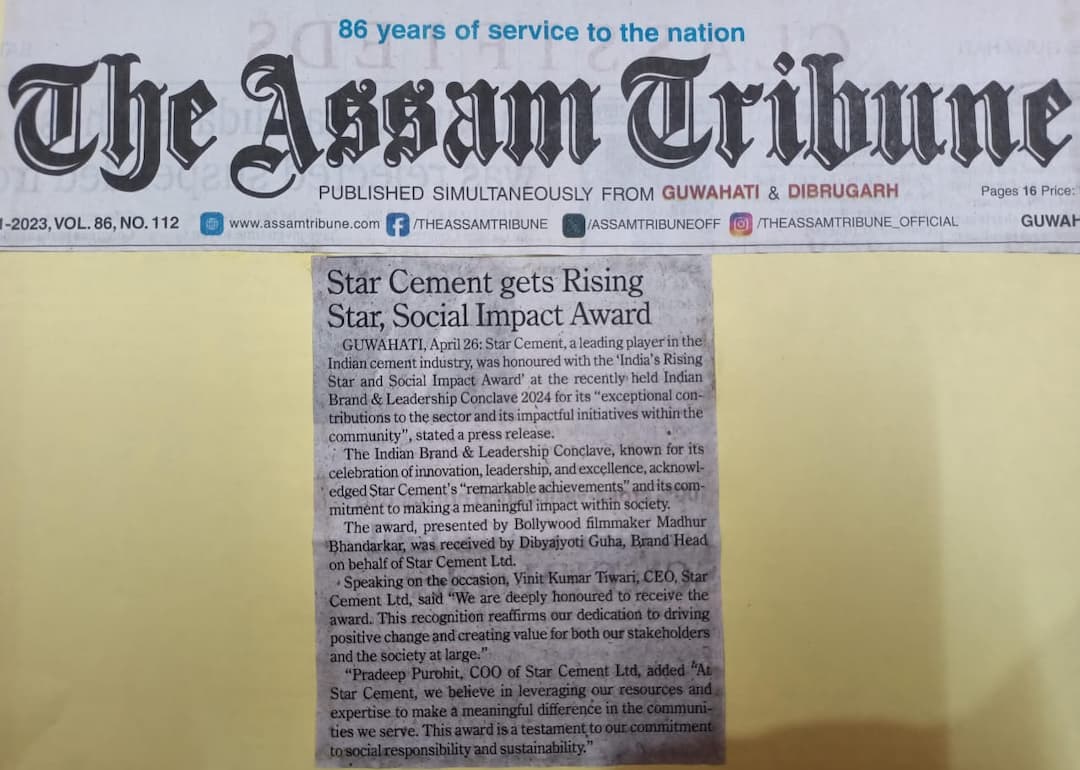 86 years of service to the nation
The Assam Tribune
PUBLISHED SIMULTANEOUSLY FROM GUWAHATI & DIBRUGARH
Pages 16 Price:
-2023, VOL. 86, NO. 112 www.assamtribune.com /THEASSAMTRIBUNE /ASSAMTRIBUNEOFF /THEASSAMTRIBUNE_OFFICIAL GUWAH
Star Cement gets Rising
Star, Social Impact Award
GUWAHATI, April 26: Star Cement, a leading player in the
Indian cement industry, was honoured with the 'India's Rising
Star and Social Impact Award' at the recently held Indian
Brand & Leadership Conclave 2024 for its "exceptional con-
tributions to the sector and its impactful initiatives within the
community", stated a press release.
The Indian Brand & Leadership Conclave, known for its
celebration of innovation, leadership, and excellence, acknowl-
edged Star Cement's "remarkable achievements" and its com-
mitment to making a meaningful impact within society.
The award, presented by Bollywood filmmaker Madhur
Bhandarkar, was received by Dibyajyoti Guha, Brand Head
on behalf of Star Cement Ltd.
Speaking on the occasion, Vinit Kumar Tiwari, CEO, Star
Cement Ltd, said "We are deeply honoured to receive the
award. This recognition reaffirms our dedication to driving
positive change and creating value for both our stakeholders
and the society at large."
"Pradeep Purohit, COO of Star Cement Ltd, added "At
Star Cement, we believe in leveraging our resources and
expertise to make a meaningful difference in the communi-
ties we serve. This award is a testament to our commitment
to social responsibility and sustainability."